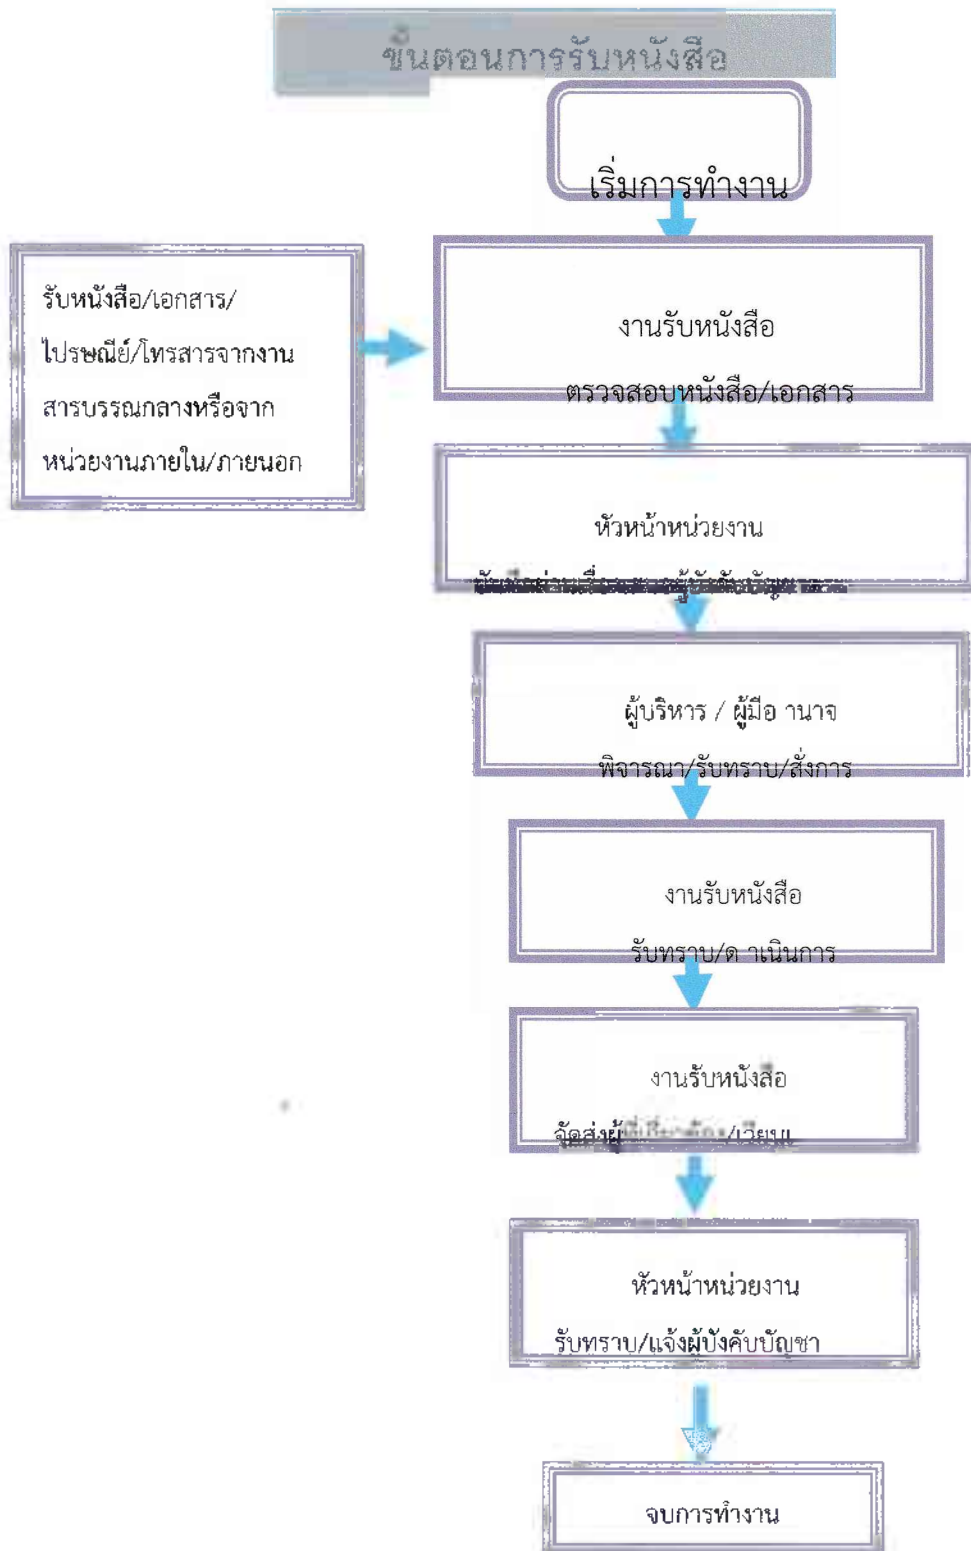 ขั้นตอนการรับหนังสือ
เริ่มการทำงาน
รับหนังสือ/เอกสาร/
ไปรษณีย์/โทรสารจากงาน
สารบรรณกลางหรือจาก
หน่วยงานภายใน/ภายนอก
งานรับหนังสือ
ตรวจสอบหนังสือ/เอกสาร
หัวหน้าหน่วยงาน
ผู้บริหาร / ผู้มีอ านาจ
พิจารณา/รับทราบ/สั่งการ
งานรับหนังสือ
รับทราบ/ด าเนินการ
งานรับหนังสือ
จัดส่งผู้
หัวหน้าหน่วยงาน
รับทราบ/แจ้งผู้บังคับบัญชา
จบการทำงาน